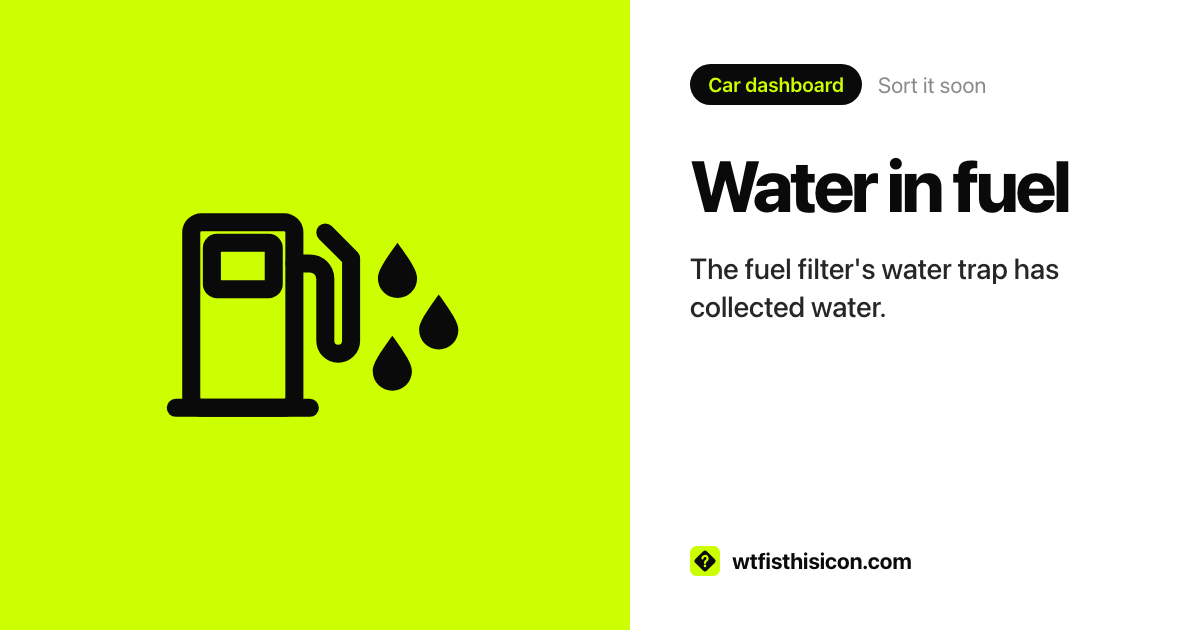 Car dashboard
Sort it soon
Water in fuel
The fuel filter's water trap has
collected water.
?
wtfisthisicon.com